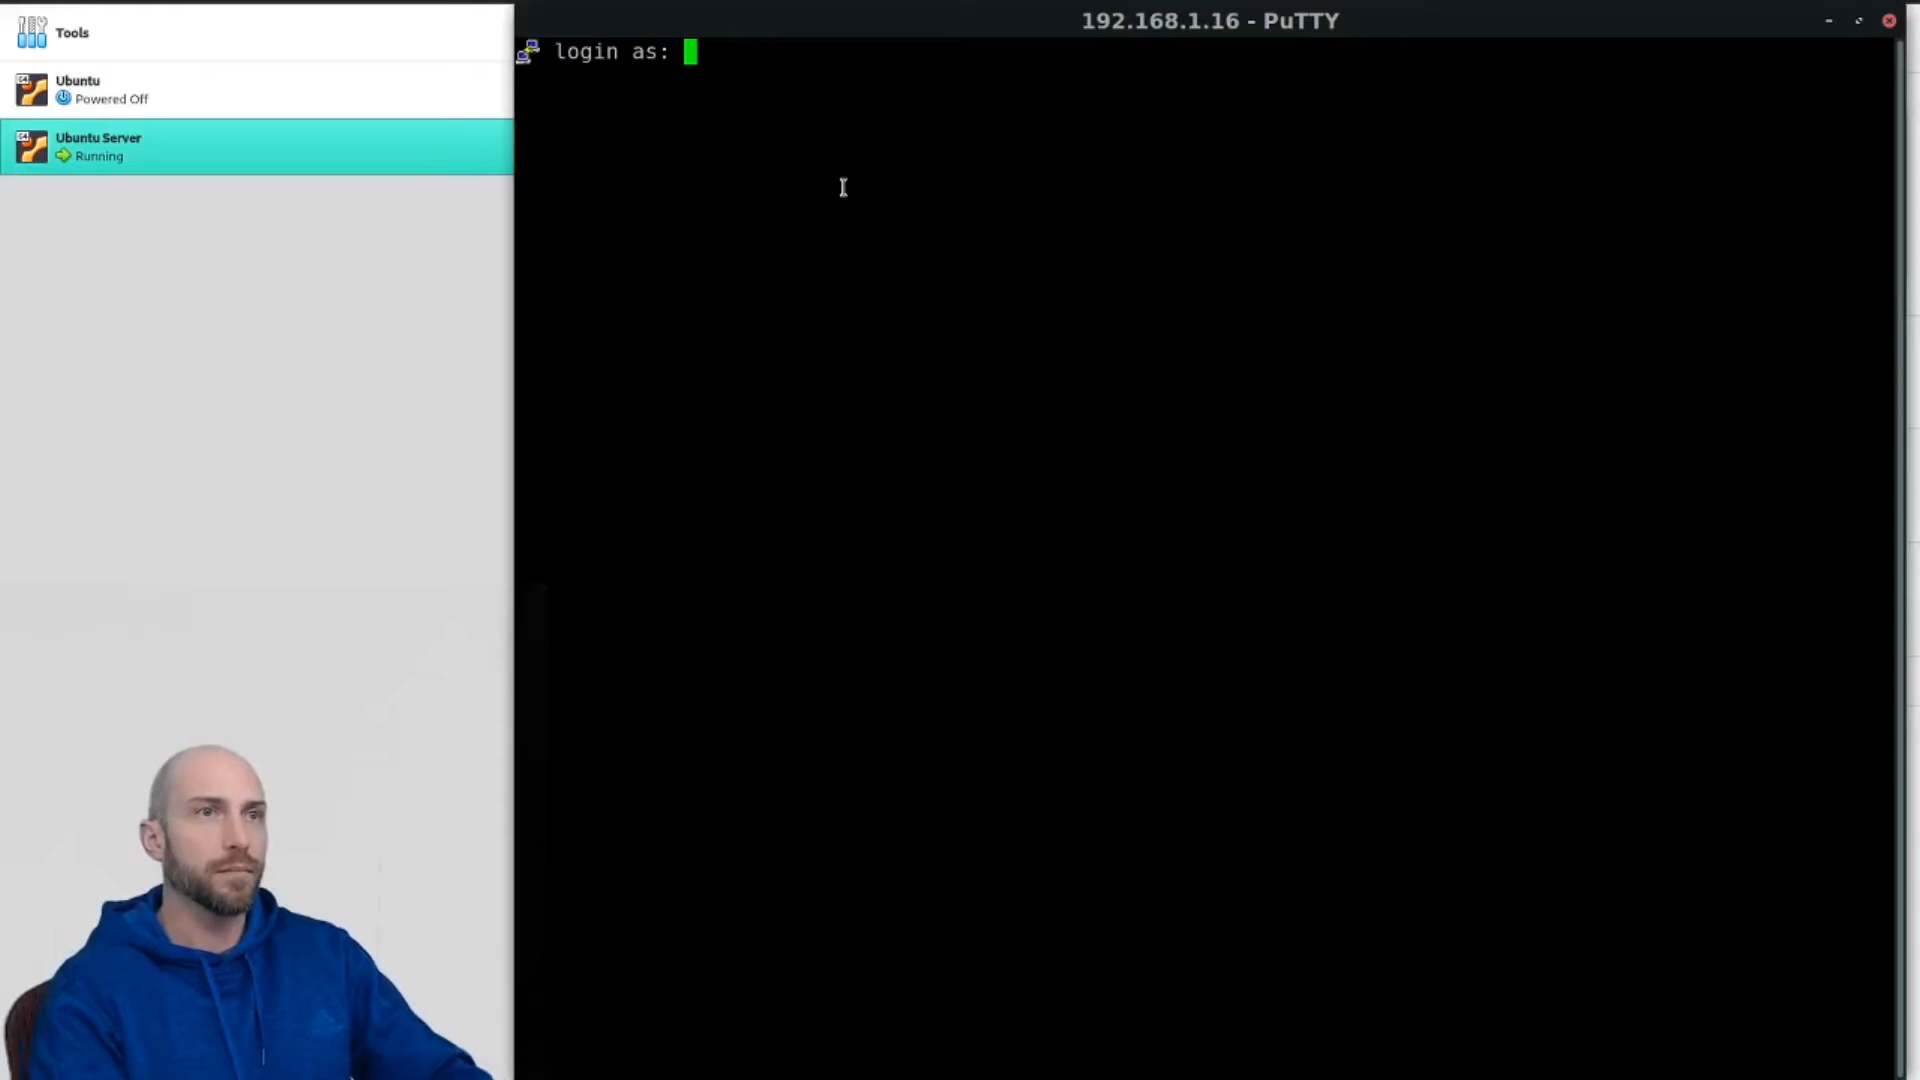 Tools
Ubuntu
Powered Off
Ubuntu Server
Running
192.168.1.16 - PuTTY
login as: